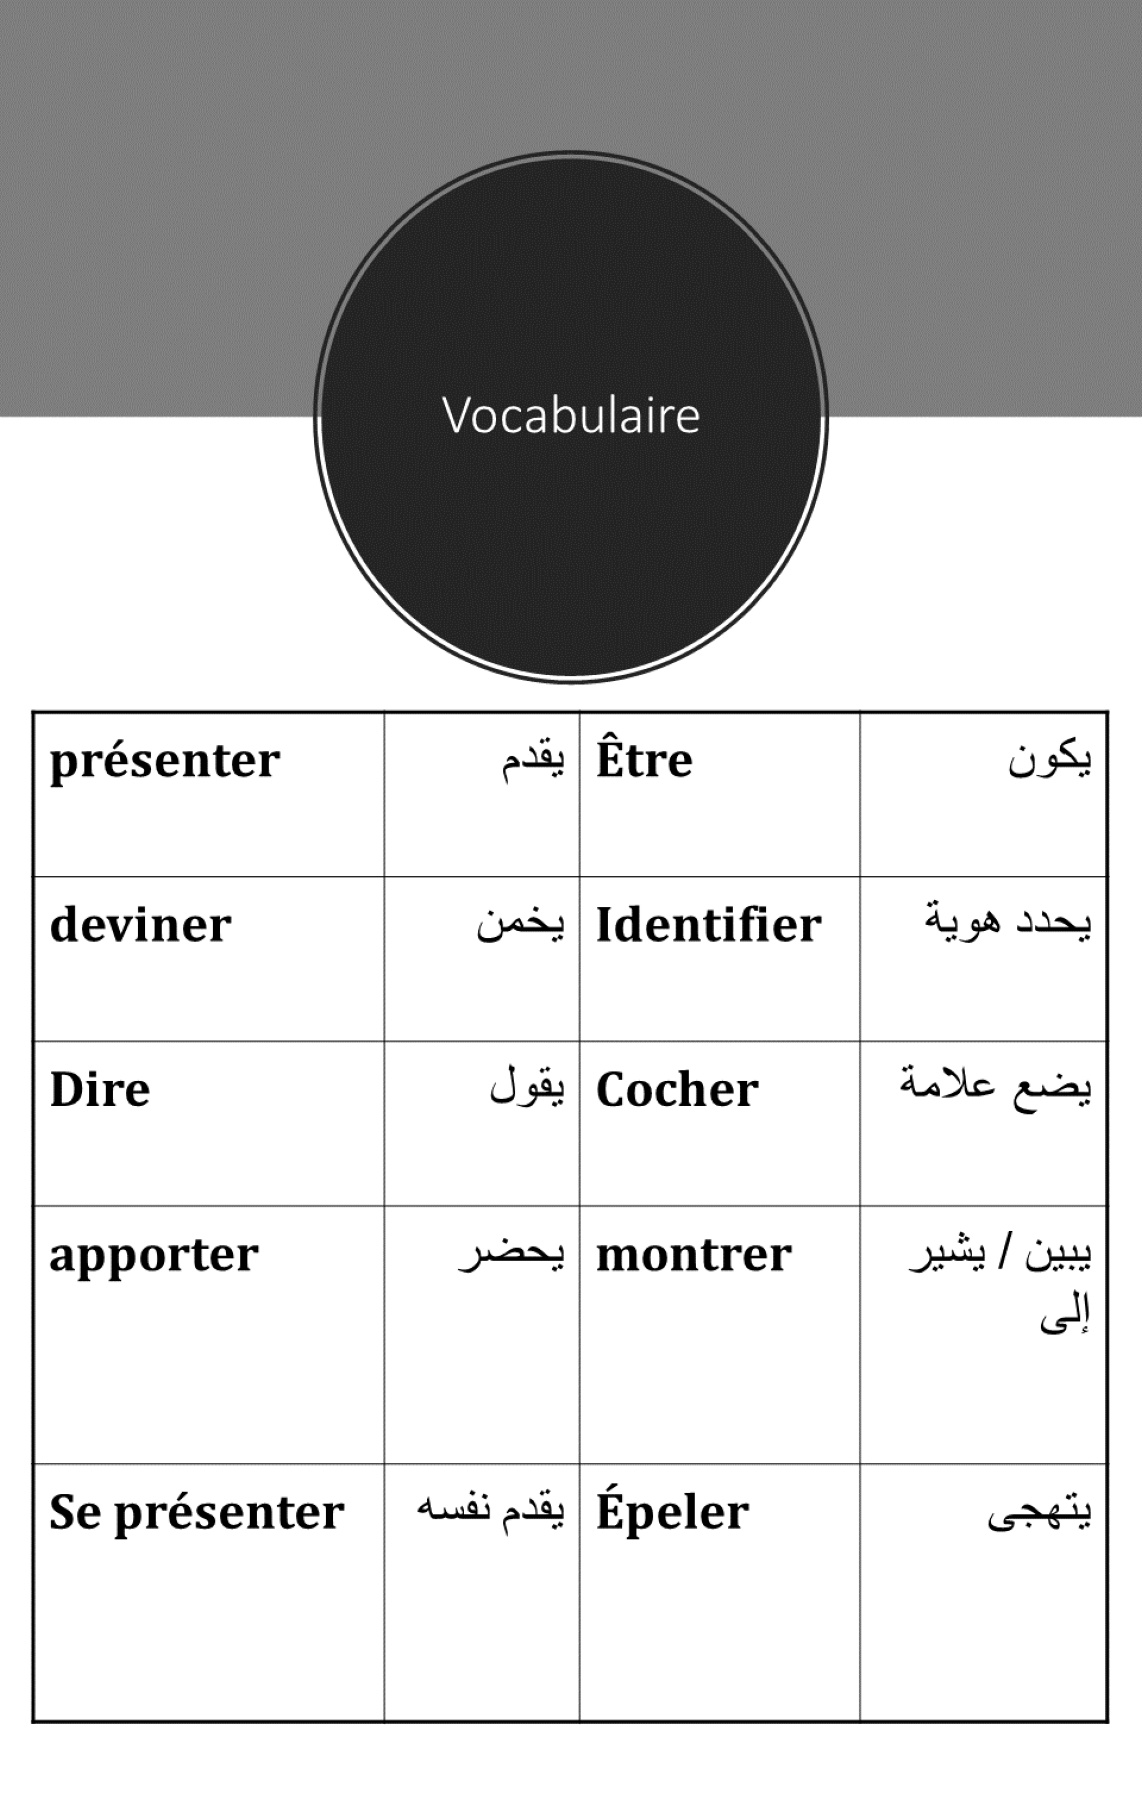 Vocabulaire
présenter يقدم Être يكون
deviner يخمن Identifier يحدد هوية
Dire يقول Cocher يضع علامة
apporter يحضر montrer يبين / يشير
إلى
Se présenter يقدم نفسه Épeler يتهجى